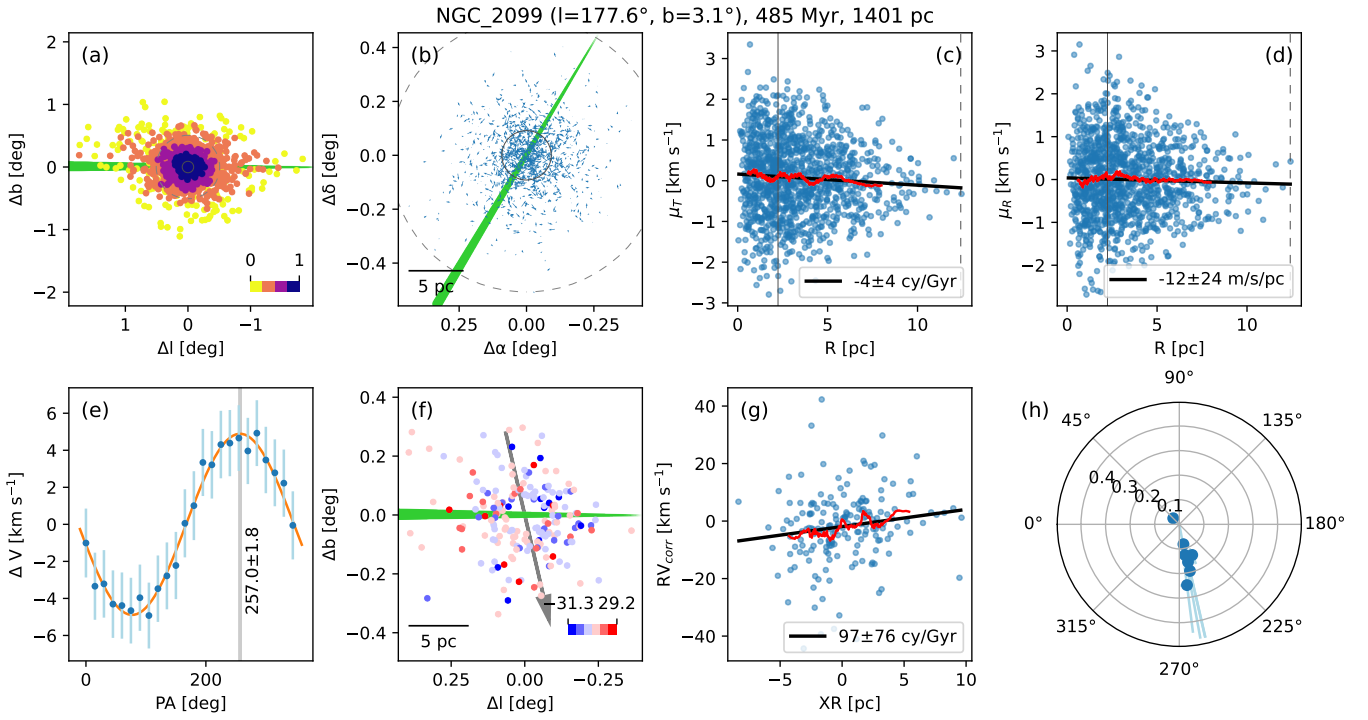 NGC_2099 (l=177.6°, b=3.1°), 485 Myr, 1401 pc
(a)
2
1
0
−1
−2
Δb [deg]
1
0
−1
Δl [deg]
0
1
(b)
0.4
0.2
0.0
−0.2
−0.4
Δδ [deg]
5 pc
0.25
0.00
−0.25
Δα [deg]
(c)
3
2
1
0
−1
−2
−3
μT [km s⁻¹]
-4±4 cy/Gyr
0
5
10
R [pc]
(d)
3
2
1
0
−1
−2
μR [km s⁻¹]
-12±24 m/s/pc
0
5
10
R [pc]
(e)
6
4
2
0
−2
−4
−6
Δ V [km s⁻¹]
257.0±1.8
0
200
PA [deg]
(f)
0.4
0.2
0.0
−0.2
−0.4
Δb [deg]
−31.3 29.2
5 pc
0.25
0.00
−0.25
Δl [deg]
(g)
40
20
0
−20
−40
RVcorr
97±76 cy/Gyr
−5
0
5
10
XR [pc]
(h)
90°
45°
135°
0.4
0.3
0.2
0.1
0°
180°
315°
225°
270°